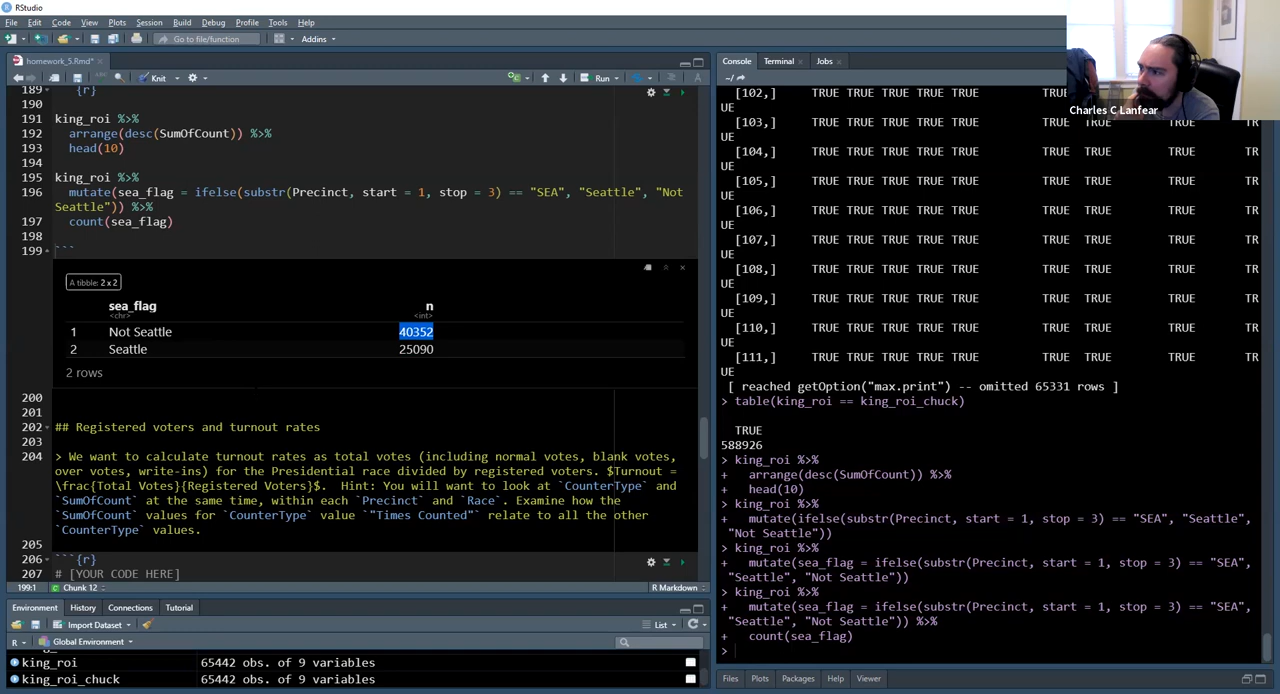 RStudio
File Edit Code View Plots Session Build Debug Profile Tools Help
Go to file/function Addins
homework_5.Rmd* ×
ABC Knit Run
189 {r}
190
191 king_roi %>%
192 arrange(desc(SumOfCount)) %>%
193 head(10)
194
195 king_roi %>%
196 mutate(sea_flag = ifelse(substr(Precinct, start = 1, stop = 3) == "SEA", "Seattle", "Not
Seattle")) %>%
197 count(sea_flag)
198
199 ```
A tibble: 2 x 2
sea_flag n
<chr> <int>
1 Not Seattle 40352
2 Seattle 25090
2 rows
200
201
202 ## Registered voters and turnout rates
203
204 > We want to calculate turnout rates as total votes (including normal votes, blank votes,
over votes, write-ins) for the Presidential race divided by registered voters. $Turnout =
\frac{Total Votes}{Registered Voters}$. Hint: You will want to look at `CounterType` and
`SumOfCount` at the same time, within each `Precinct` and `Race`. Examine how the
`SumOfCount` values for `CounterType` value `"Times Counted"` relate to all the other
`CounterType` values.
205
206 ```{r}
207 # [YOUR CODE HERE]
199:1 Chunk 12 R Markdown
Environment History Connections Tutorial
Import Dataset List
R Global Environment
king_roi 65442 obs. of 9 variables
king_roi_chuck 65442 obs. of 9 variables
Console Terminal × Jobs ×
~/
[102,] TRUE TRUE TRUE TRUE TRUE TRUE TRUE TR
UE
[103,] TRUE TRUE TRUE TRUE TRUE TRUE TRUE TR
UE
[104,] TRUE TRUE TRUE TRUE TRUE TRUE TRUE TR
UE
[105,] TRUE TRUE TRUE TRUE TRUE TRUE TRUE TR
UE
[106,] TRUE TRUE TRUE TRUE TRUE TRUE TRUE TR
UE
[107,] TRUE TRUE TRUE TRUE TRUE TRUE TRUE TR
UE
[108,] TRUE TRUE TRUE TRUE TRUE TRUE TRUE TR
UE
[109,] TRUE TRUE TRUE TRUE TRUE TRUE TRUE TR
UE
[110,] TRUE TRUE TRUE TRUE TRUE TRUE TRUE TR
UE
[111,] TRUE TRUE TRUE TRUE TRUE TRUE TRUE TR
UE
[ reached getOption("max.print") -- omitted 65331 rows ]
> table(king_roi == king_roi_chuck)
TRUE
588926
> king_roi %>%
+ arrange(desc(SumOfCount)) %>%
+ head(10)
> king_roi %>%
+ mutate(ifelse(substr(Precinct, start = 1, stop = 3) == "SEA", "Seattle",
"Not Seattle"))
> king_roi %>%
+ mutate(sea_flag = ifelse(substr(Precinct, start = 1, stop = 3) == "SEA",
"Seattle", "Not Seattle"))
> king_roi %>%
+ mutate(sea_flag = ifelse(substr(Precinct, start = 1, stop = 3) == "SEA",
"Seattle", "Not Seattle")) %>%
+ count(sea_flag)
>
Files Plots Packages Help Viewer
Charles C Lanfear